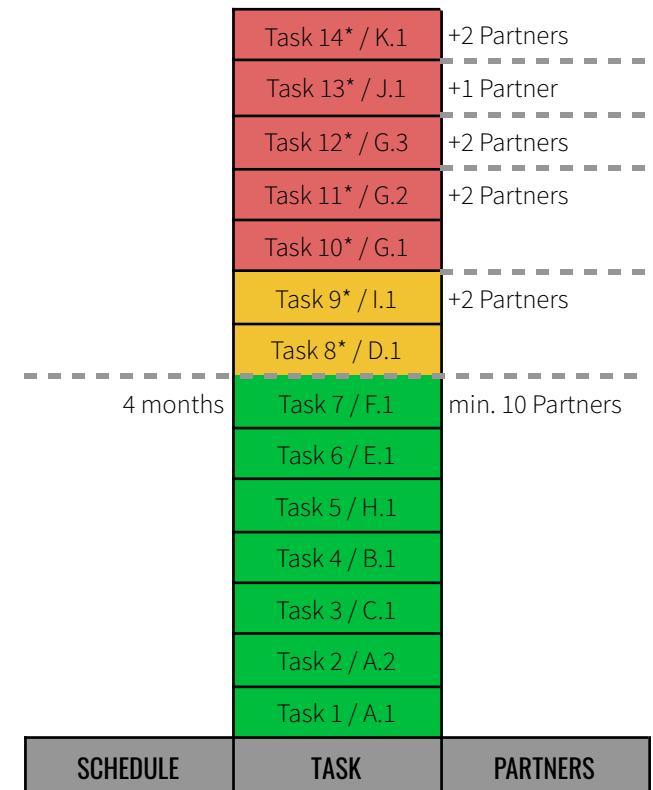 Task 14* / K.1 +2 Partners
Task 13* / J.1 +1 Partner
Task 12* / G.3 +2 Partners
Task 11* / G.2 +2 Partners
Task 10* / G.1
Task 9* / I.1 +2 Partners
Task 8* / D.1
4 months Task 7 / F.1 min. 10 Partners
Task 6 / E.1
Task 5 / H.1
Task 4 / B.1
Task 3 / C.1
Task 2 / A.2
Task 1 / A.1
SCHEDULE TASK PARTNERS